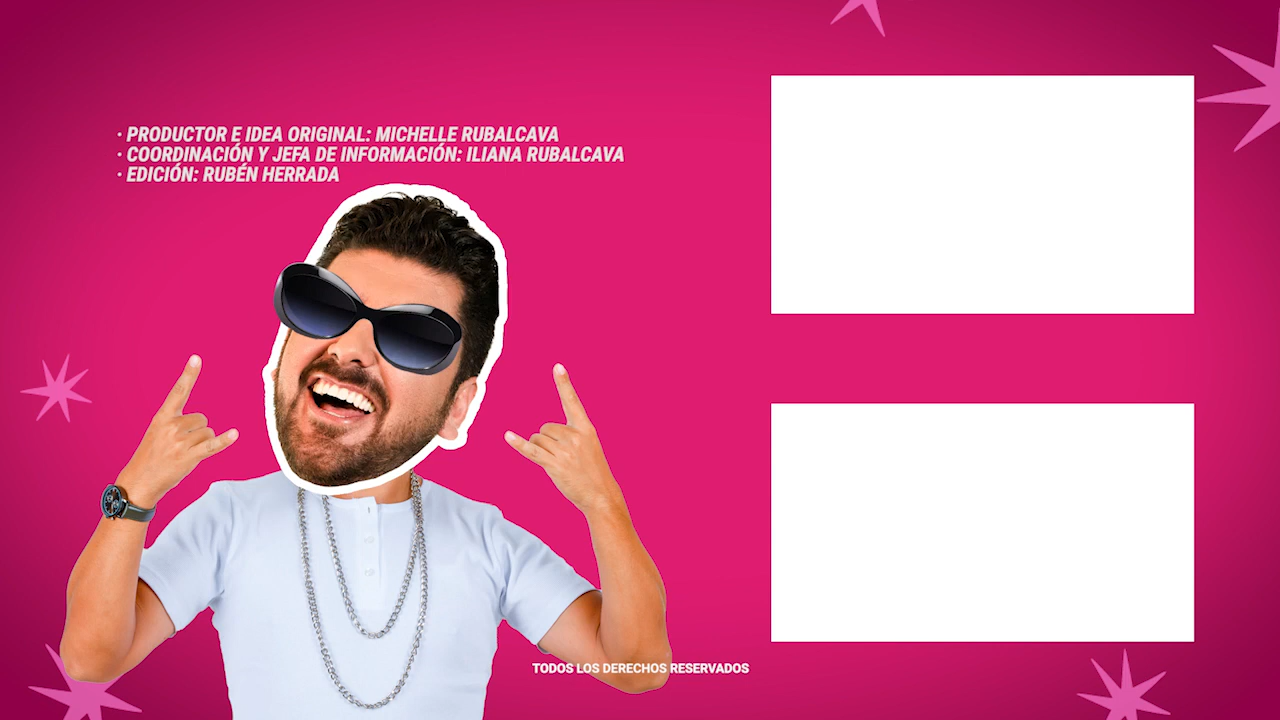 · PRODUCTOR E IDEA ORIGINAL: MICHELLE RUBALCAVA
· COORDINACIÓN Y JEFA DE INFORMACIÓN: ILIANA RUBALCAVA
· EDICIÓN: RUBÉN HERRADA
TODOS LOS DERECHOS RESERVADOS